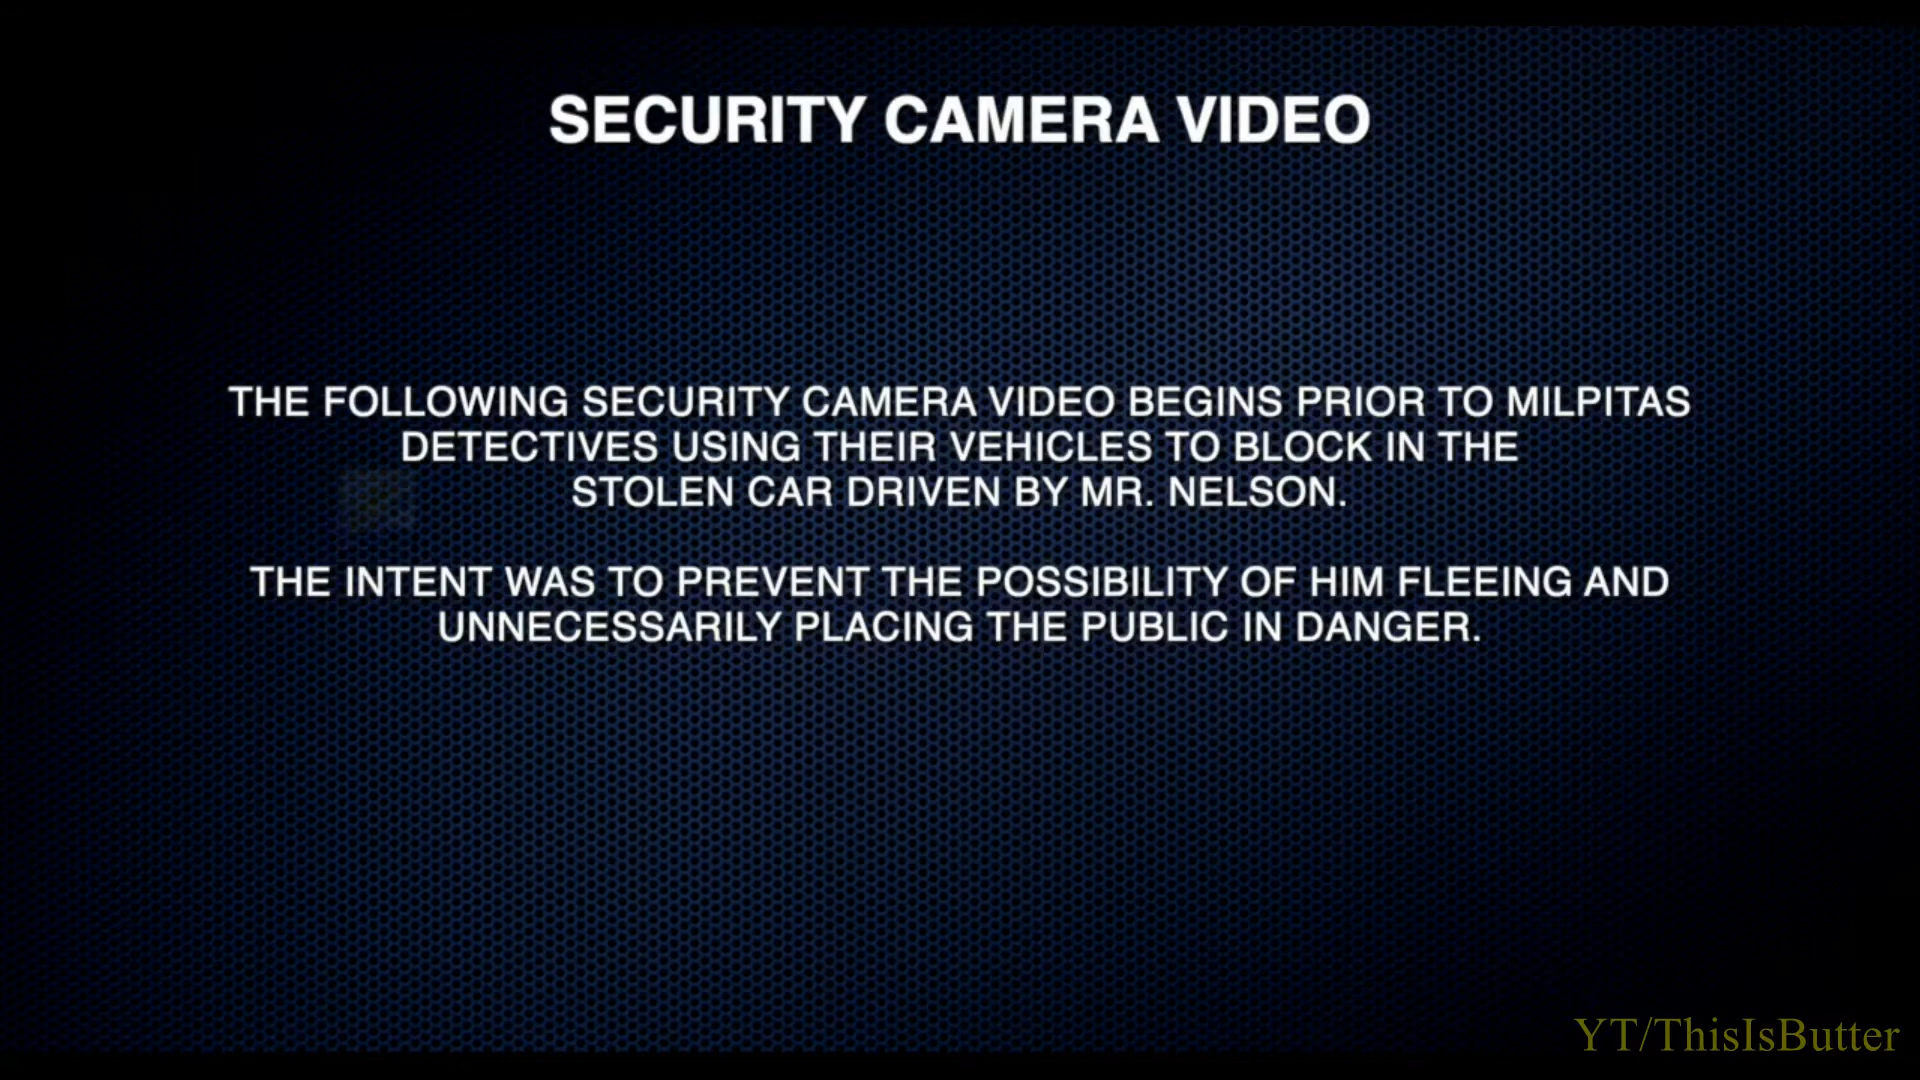 SECURITY CAMERA VIDEO
THE FOLLOWING SECURITY CAMERA VIDEO BEGINS PRIOR TO MILPITAS
DETECTIVES USING THEIR VEHICLES TO BLOCK IN THE
STOLEN CAR DRIVEN BY MR. NELSON.
THE INTENT WAS TO PREVENT THE POSSIBILITY OF HIM FLEEING AND
UNNECESSARILY PLACING THE PUBLIC IN DANGER.
YT/ThisIsButter